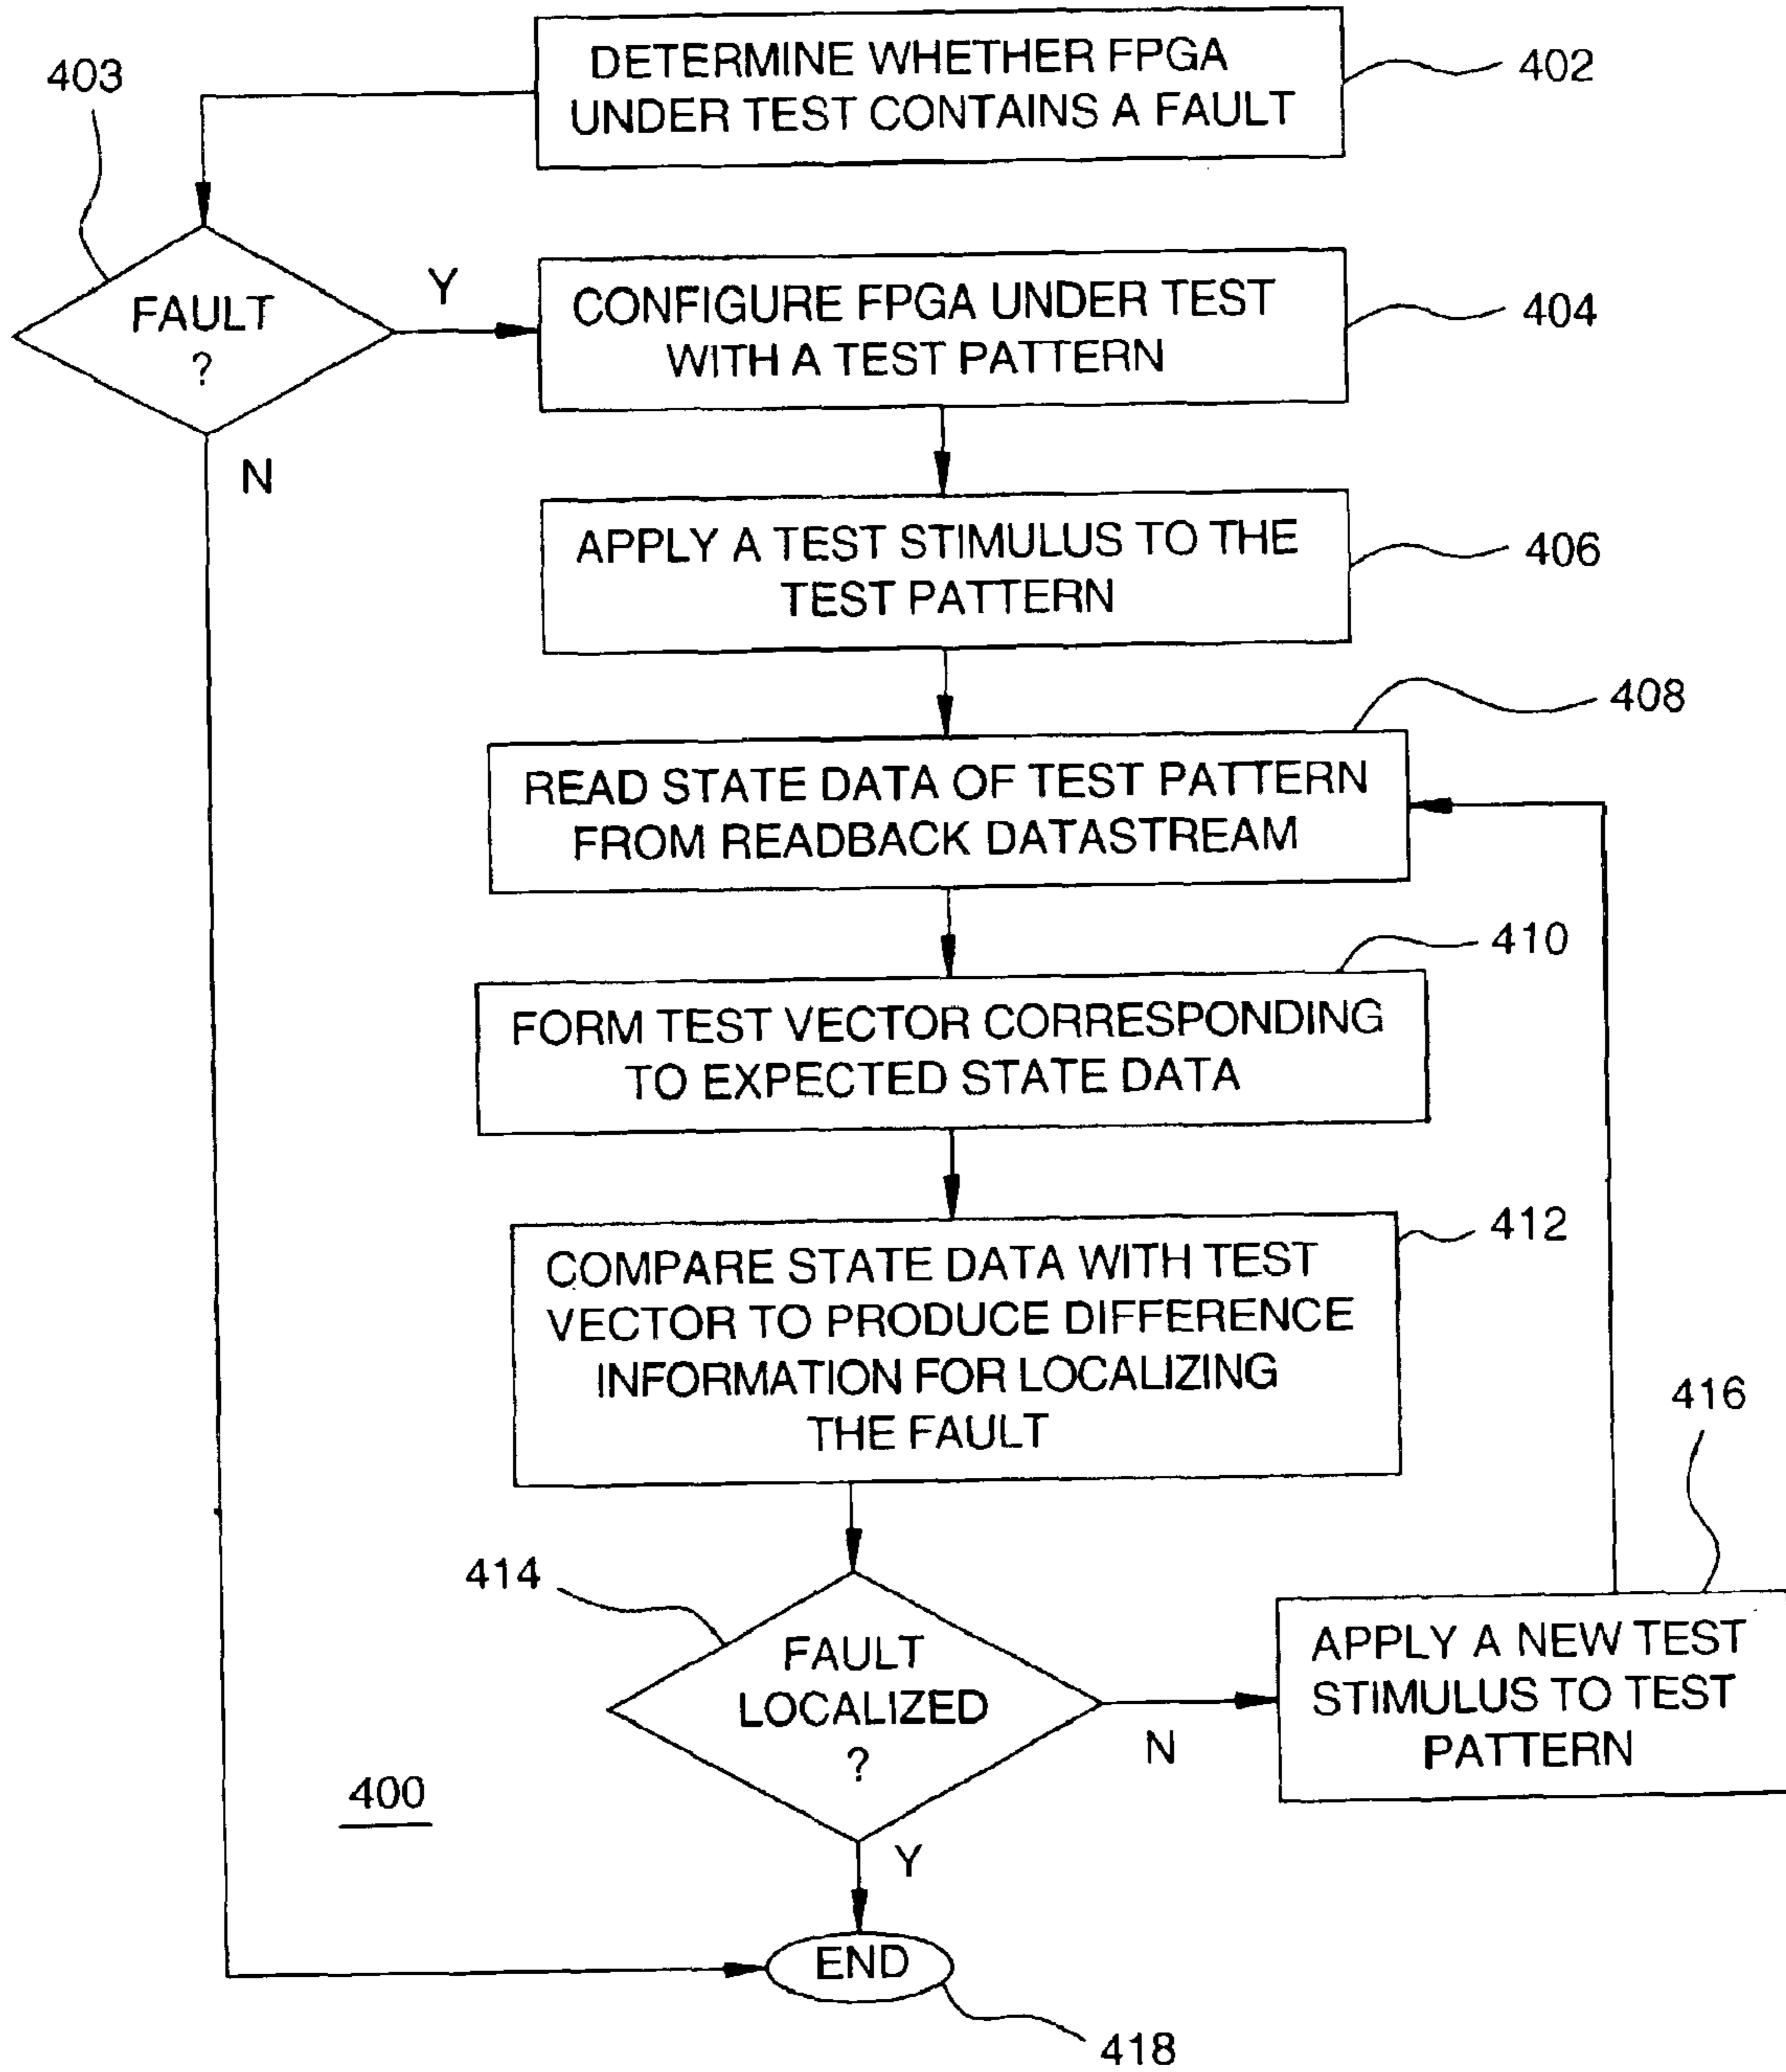 DETERMINE WHETHER FPGA
UNDER TEST CONTAINS A FAULT
402
403
FAULT
?
Y
N
CONFIGURE FPGA UNDER TEST
WITH A TEST PATTERN
404
APPLY A TEST STIMULUS TO THE
TEST PATTERN
406
408
READ STATE DATA OF TEST PATTERN
FROM READBACK DATASTREAM
410
FORM TEST VECTOR CORRESPONDING
TO EXPECTED STATE DATA
412
COMPARE STATE DATA WITH TEST
VECTOR TO PRODUCE DIFFERENCE
INFORMATION FOR LOCALIZING
THE FAULT
414
FAULT
LOCALIZED
?
N
Y
416
APPLY A NEW TEST
STIMULUS TO TEST
PATTERN
400
END
418